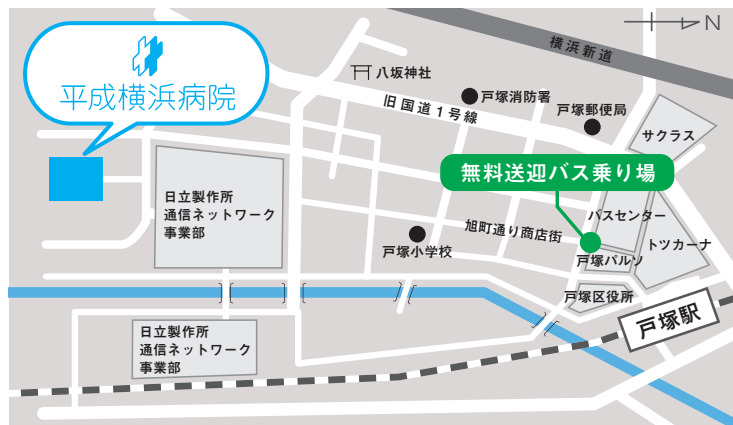 N
横浜新道
平成横浜病院
八坂神社
旧国道1号線
戸塚消防署
戸塚郵便局
サクラス
無料送迎バス乗り場
日立製作所
通信ネットワーク
事業部
バスセンター
旭町通り商店街
トツカーナ
戸塚小学校
戸塚パルソ
戸塚区役所
戸塚駅
日立製作所
通信ネットワーク
事業部